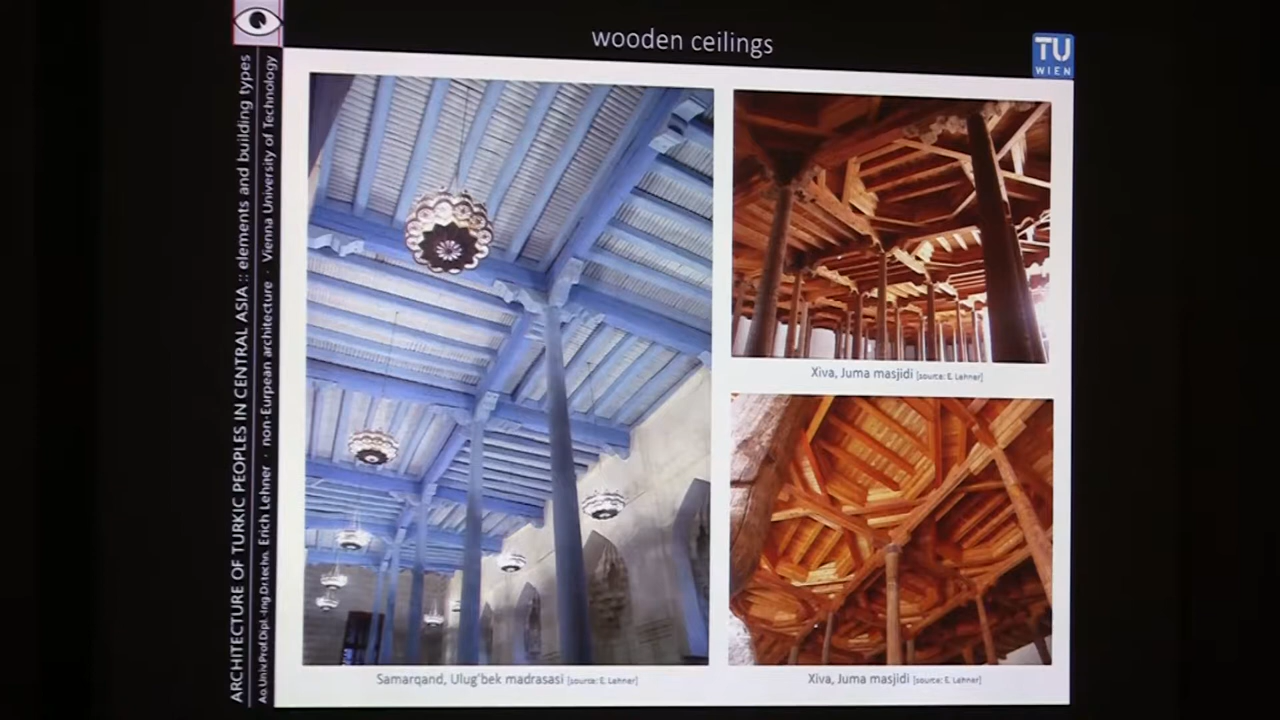 wooden ceilings
TU
WIEN
ARCHITECTURE OF TURKIC PEOPLES IN CENTRAL ASIA :: elements and building types
Ao.Univ.Prof.Dipl.-Ing Dr.techn. Erich Lehner · non-Eurpean architecture · Vienna University of Technology
Xiva, Juma masjidi [source: E. Lehner]
Samarqand, Ulug'bek madrasasi [source: E. Lehner]
Xiva, Juma masjidi [source: E. Lehner]